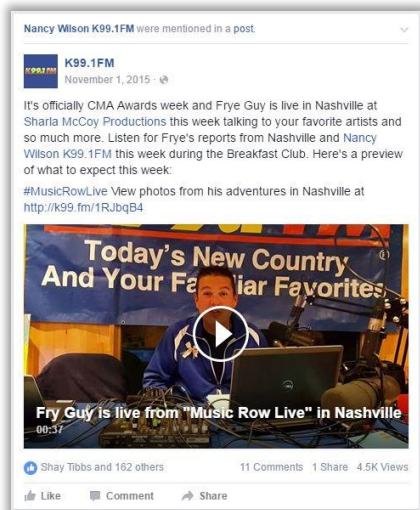 Nancy Wilson K99.1FM were mentioned in a post.
K99.1FM
K99.1FM
November 1, 2015 ·
It's officially CMA Awards week and Frye Guy is live in Nashville at
Sharla McCoy Productions this week talking to your favorite artists and
so much more. Listen for Frye's reports from Nashville and Nancy
Wilson K99.1FM this week during the Breakfast Club. Here's a preview
of what to expect this week:
#MusicRowLive View photos from his adventures in Nashville at
http://k99.fm/1RJbqB4
Today's New Country
And Your Familiar Favorites
Fry Guy is live from "Music Row Live" in Nashville
00:37
Shay Tibbs and 162 others 11 Comments 1 Share 4.5K Views
Like Comment Share